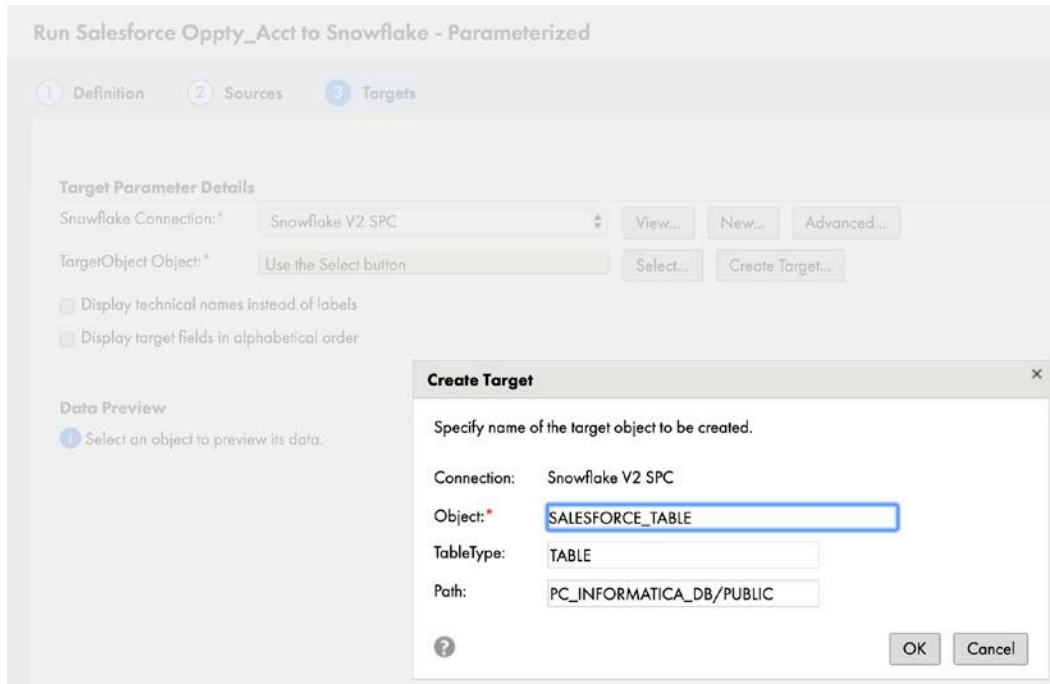 Run Salesforce Oppty_Acct to Snowflake - Parameterized
1 Definition 2 Sources 3 Targets
Target Parameter Details
Snowflake Connection:* Snowflake V2 SPC View... New... Advanced...
TargetObject Object:* Use the Select button Select... Create Target...
Display technical names instead of labels
Display target fields in alphabetical order
Data Preview
i Select an object to preview its data.
Create Target ×
Specify name of the target object to be created.
Connection: Snowflake V2 SPC
Object:* SALESFORCE_TABLE
TableType: TABLE
Path: PC_INFORMATICA_DB/PUBLIC
? OK Cancel